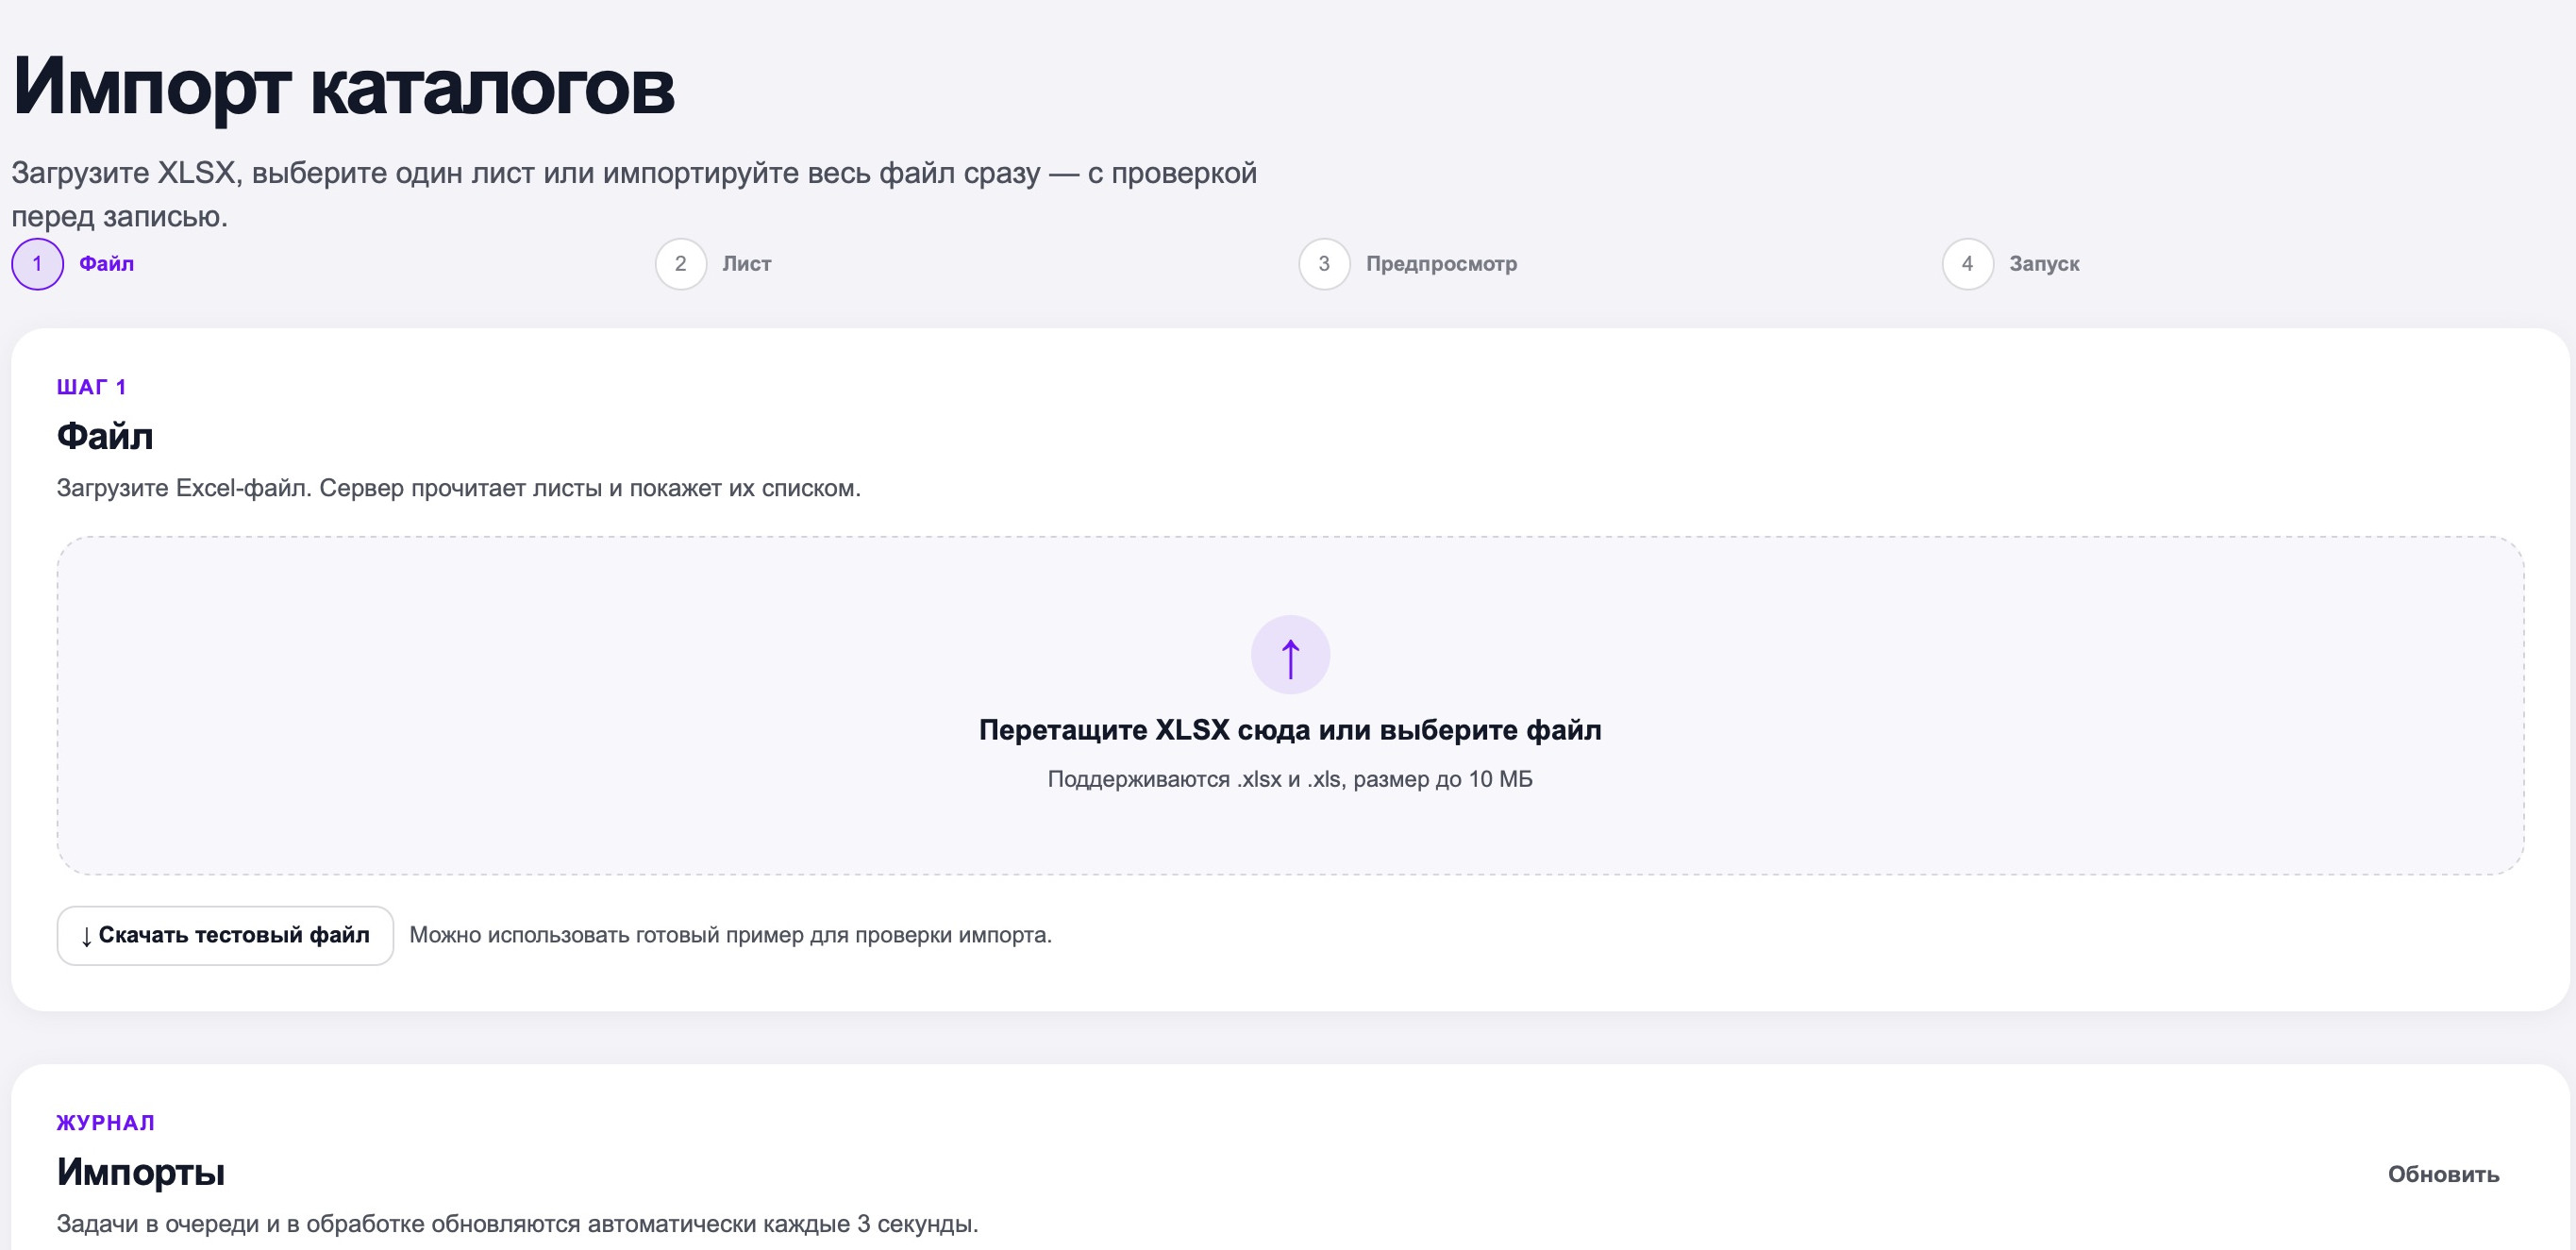 Импорт каталогов
Загрузите XLSX, выберите один лист или импортируйте весь файл сразу — с проверкой
перед записью.
1 Файл
2 Лист
3 Предпросмотр
4 Запуск
ШАГ 1
Файл
Загрузите Excel-файл. Сервер прочитает листы и покажет их списком.
↑
Перетащите XLSX сюда или выберите файл
Поддерживаются .xlsx и .xls, размер до 10 МБ
↓ Скачать тестовый файл
Можно использовать готовый пример для проверки импорта.
ЖУРНАЛ
Импорты
Обновить
Задачи в очереди и в обработке обновляются автоматически каждые 3 секунды.